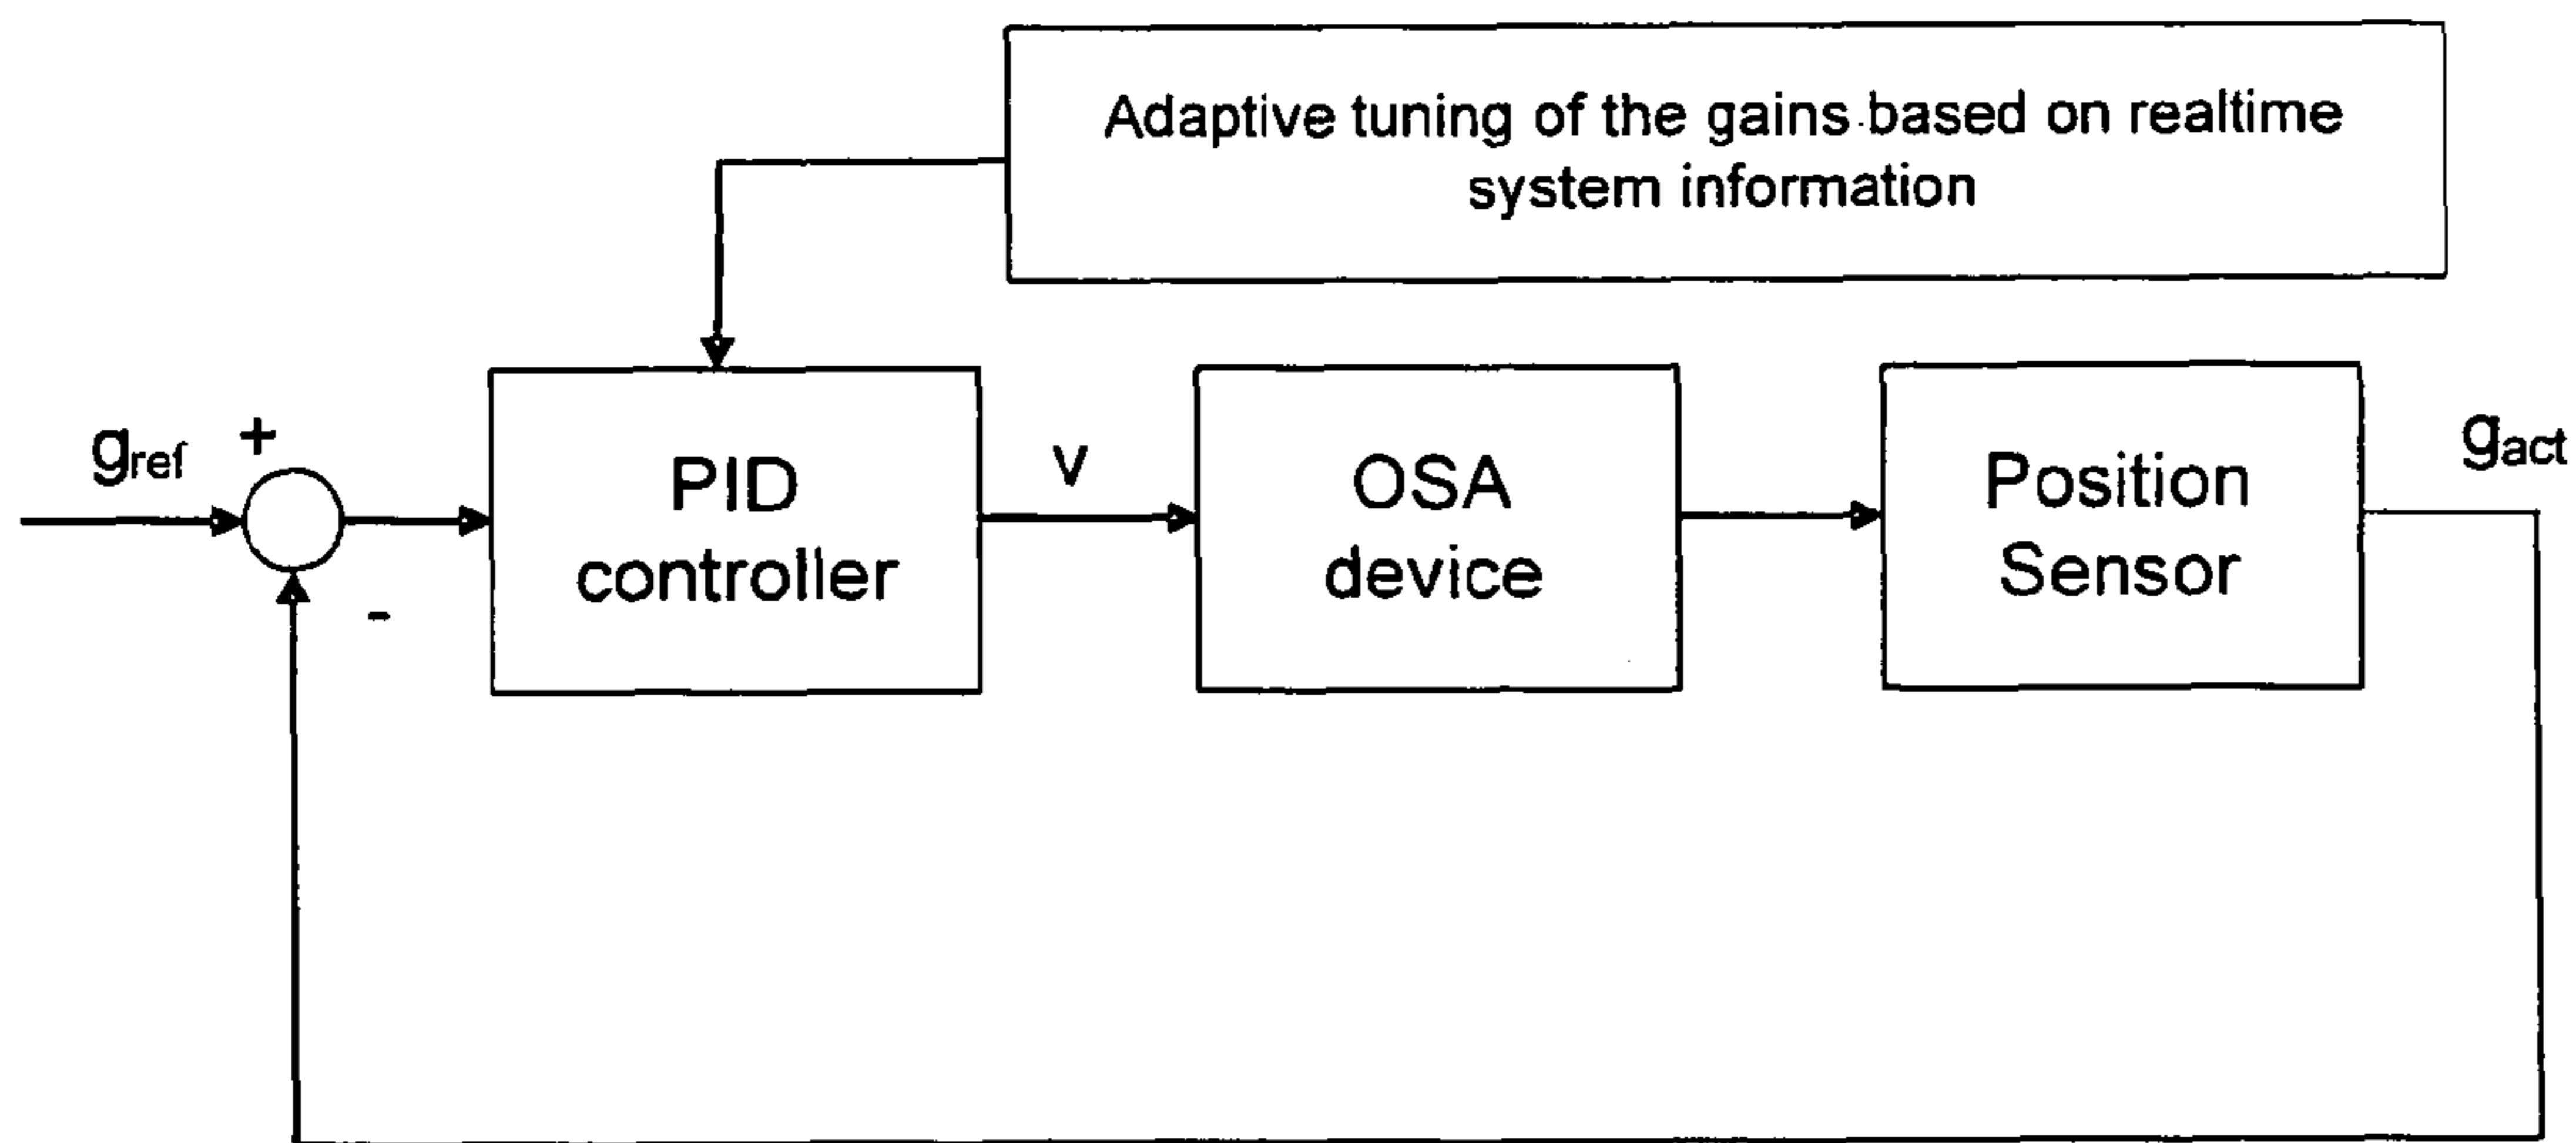 Adaptive tuning of the gains based on realtime
system information
gref
+
-
PID
controller
v
OSA
device
Position
Sensor
gact